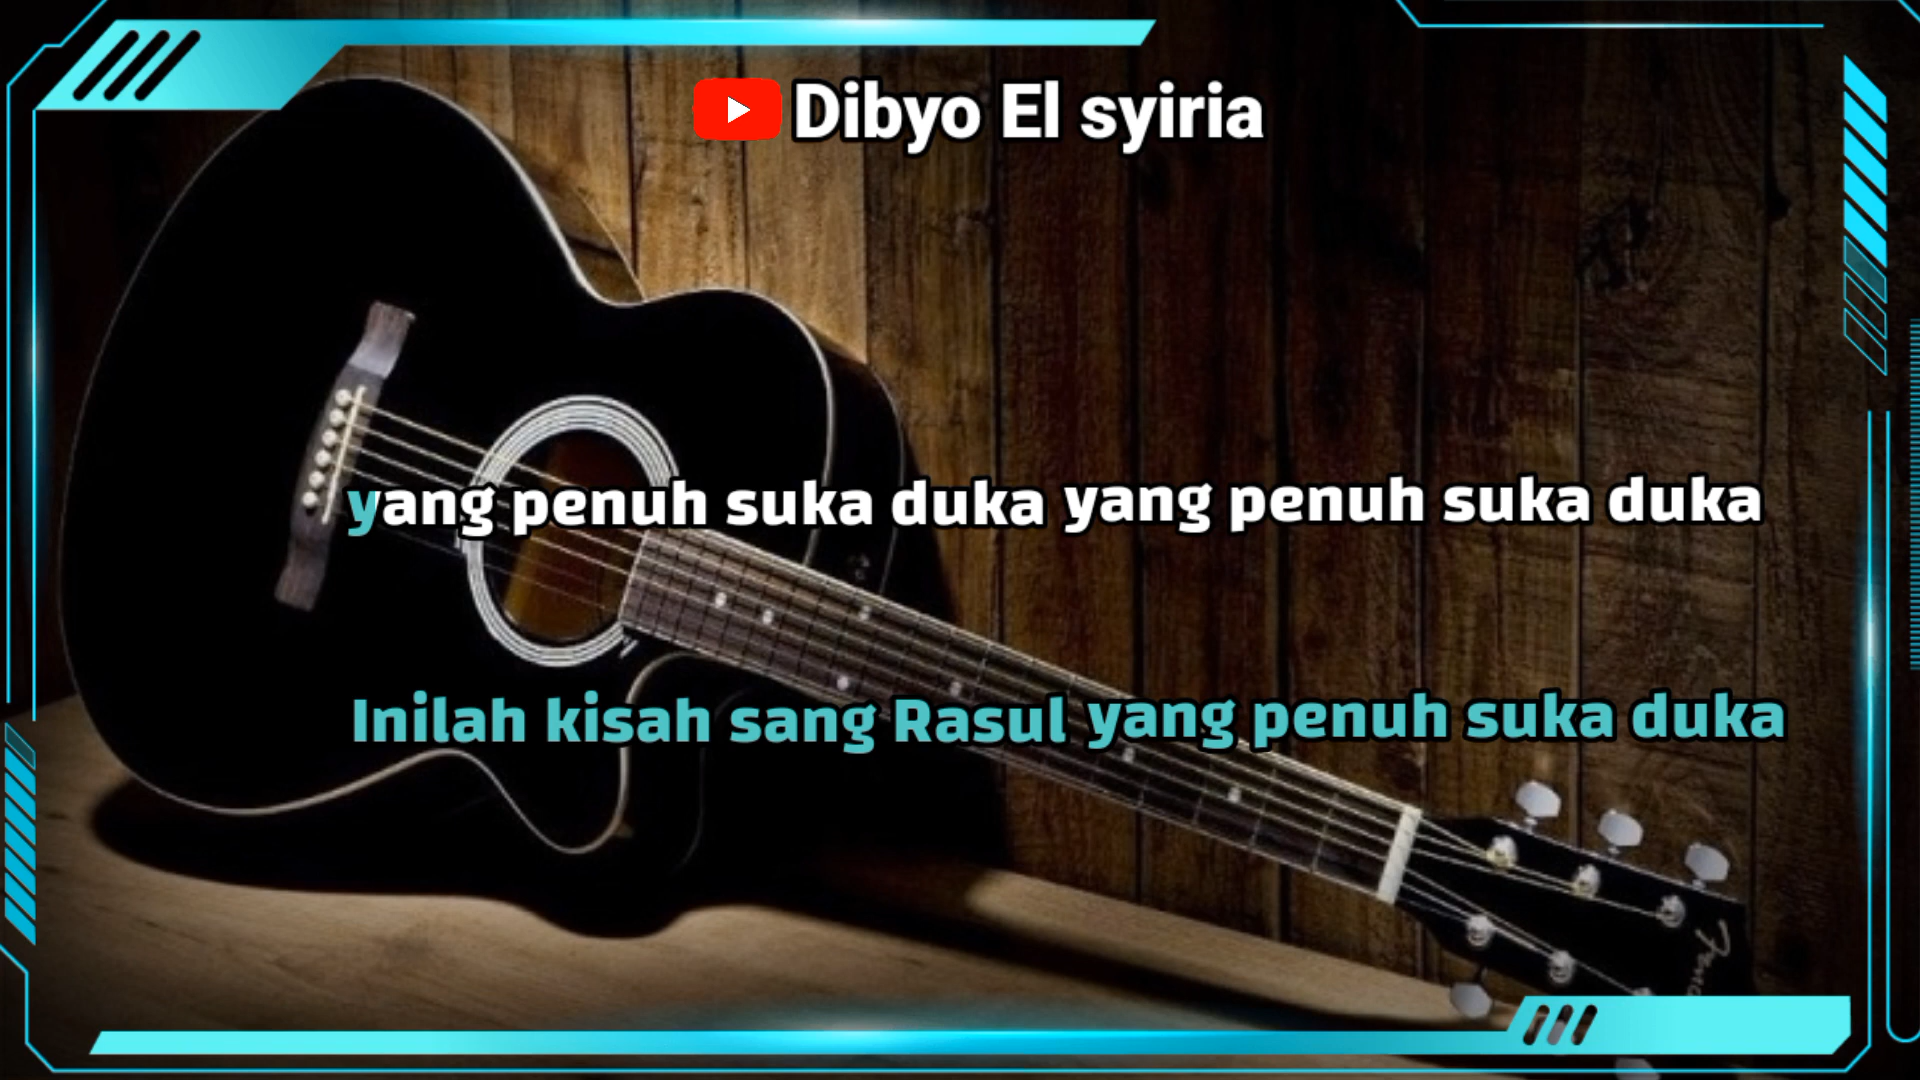 Dibyo El syiria
yang penuh suka duka yang penuh suka duka
Inilah kisah sang Rasul yang penuh suka duka